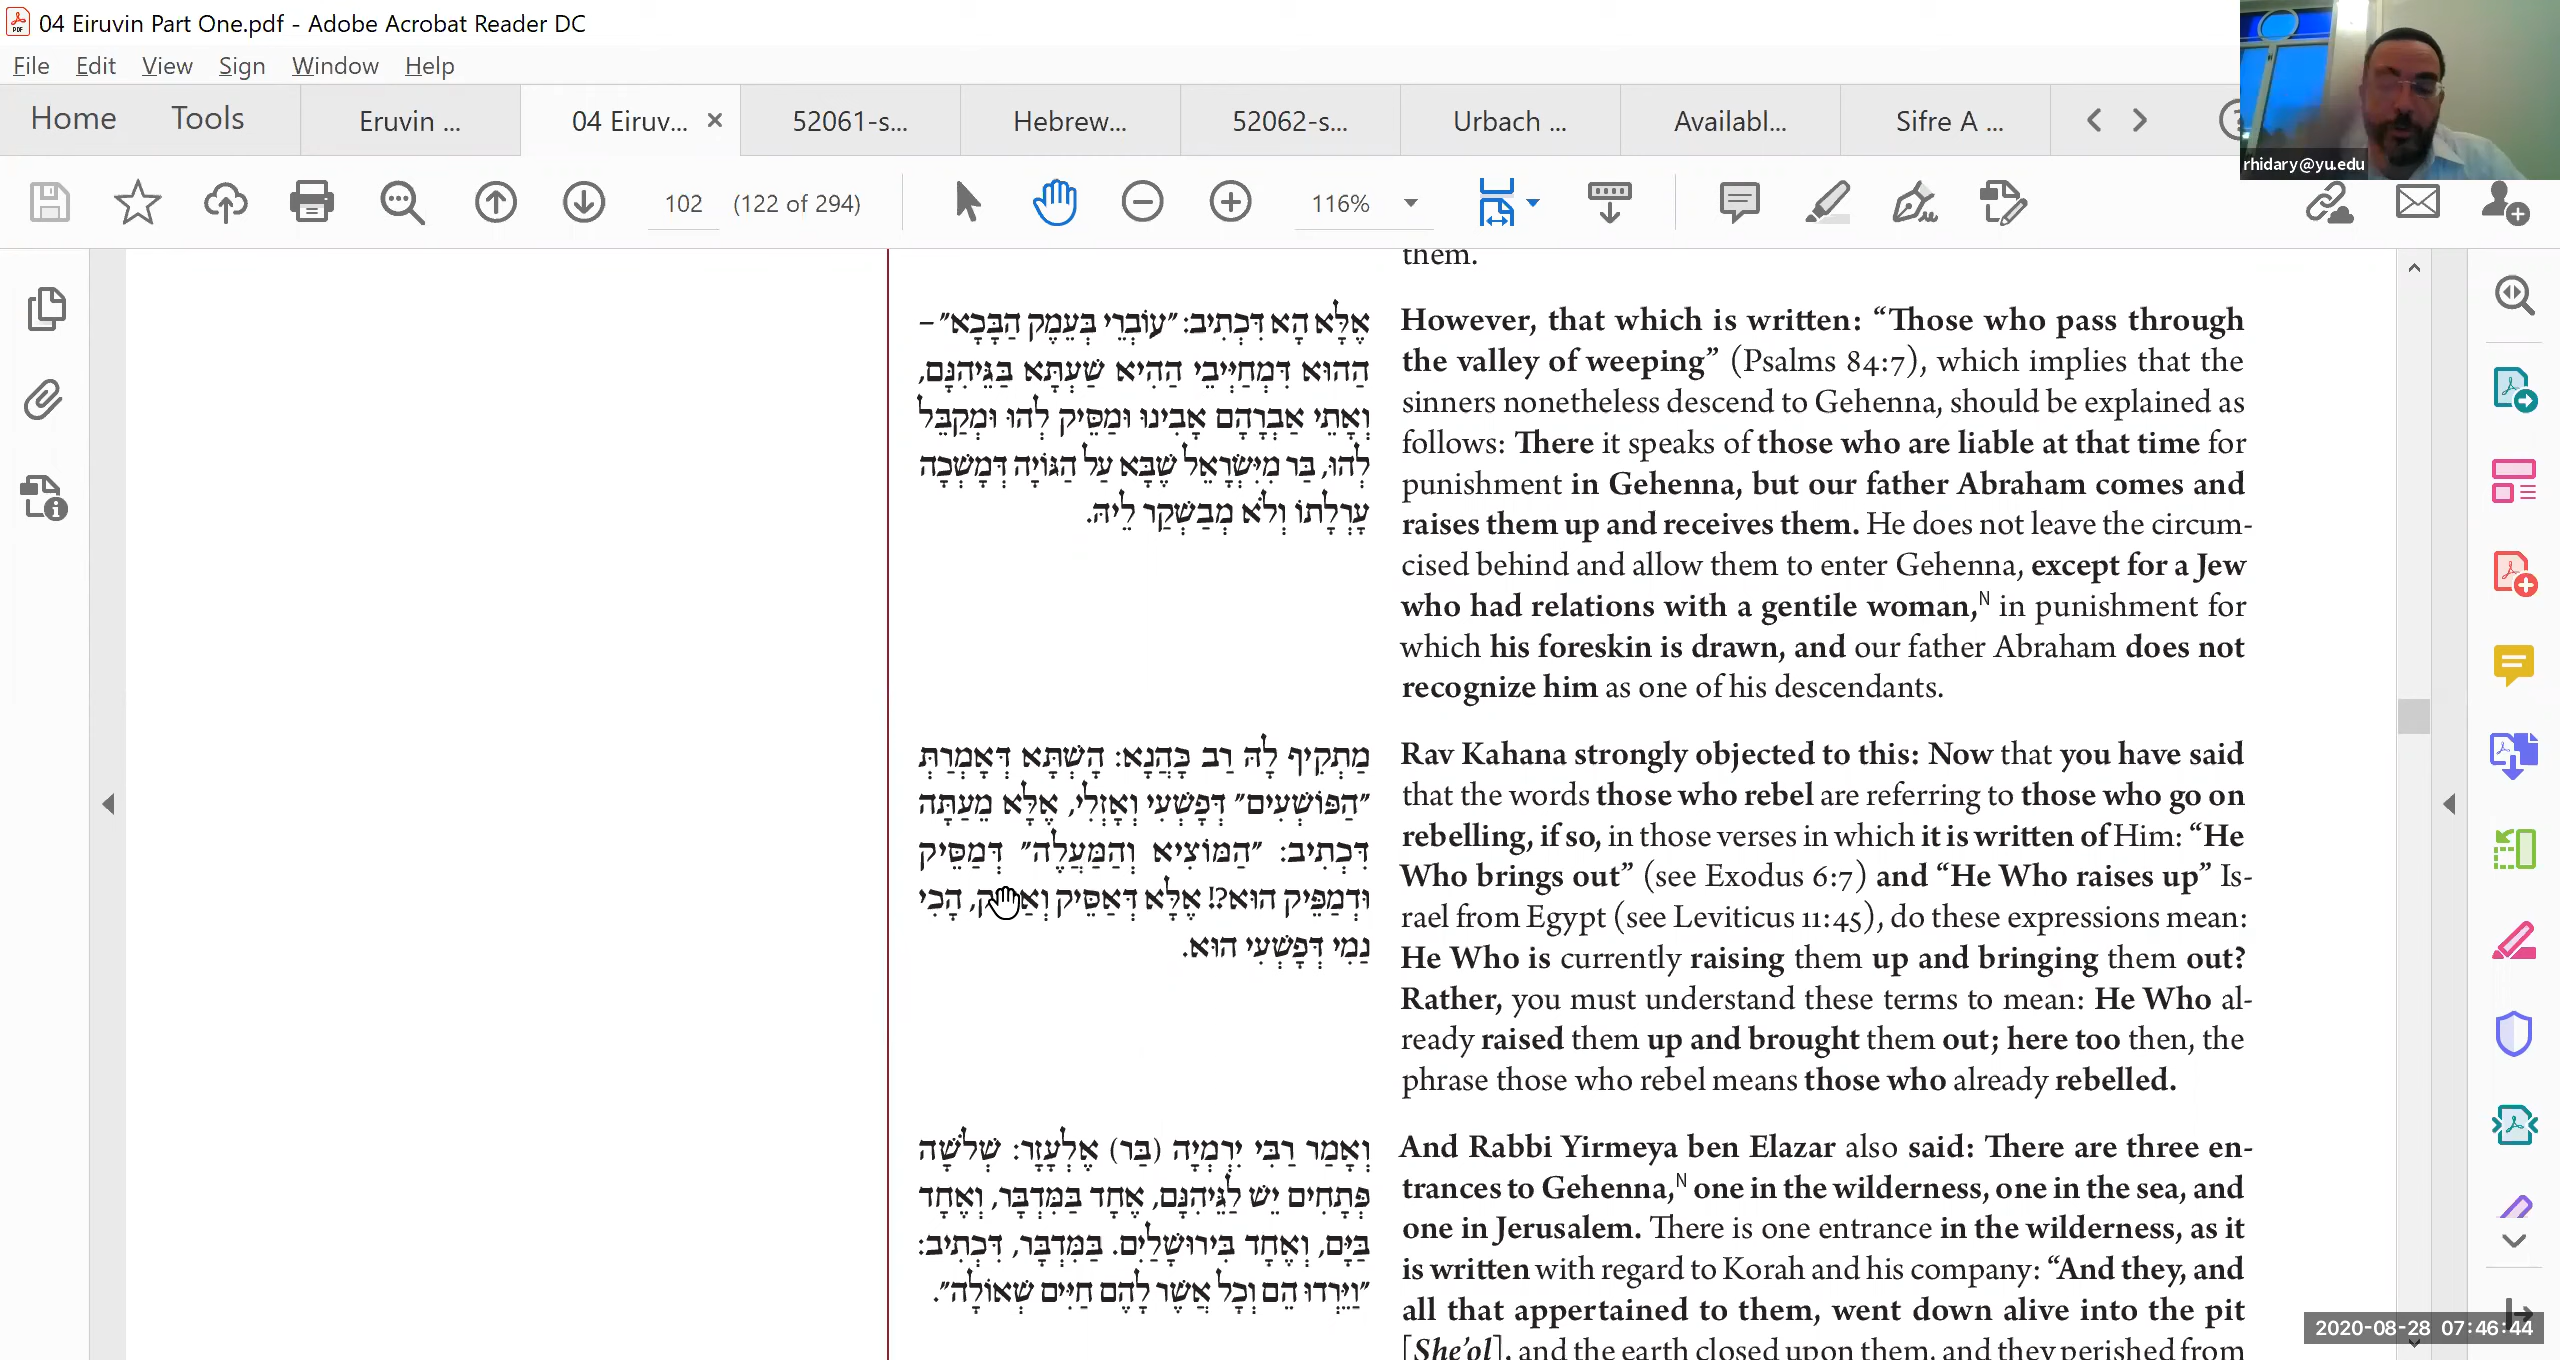 04 Eiruvin Part One.pdf - Adobe Acrobat Reader DC
File Edit View Sign Window Help
Home Tools Eruvin ... 04 Eiruv... × 52061-s... Hebrew... 52062-s... Urbach ... Availabl... Sifre A ...
rhidary@yu.edu
102 (122 of 294) 116%
them.
אֶלָּא הָא דִּכְתִיב: ״עוֹבְרֵי בְּעֵמֶק הַבָּכָא״ –
הַהוּא דִּמְחַיְּיבֵי הַהִיא שַׁעְתָּא בְּגֵיהִנָּם,
וְאָתֵי אַבְרָהָם אָבִינוּ וּמַסֵּיק לְהוּ וּמְקַבֵּל
לְהוּ, בַּר מִיִּשְׂרָאֵל שֶׁבָּא עַל הַגּוֹיָה דְּמָשְׁכָה
עָרְלָתוֹ וְלֹא מְבַשְׁקַר לֵיהּ.
However, that which is written: “Those who pass through
the valley of weeping” (Psalms 84:7), which implies that the
sinners nonetheless descend to Gehenna, should be explained as
follows: There it speaks of those who are liable at that time for
punishment in Gehenna, but our father Abraham comes and
raises them up and receives them. He does not leave the circum-
cised behind and allow them to enter Gehenna, except for a Jew
who had relations with a gentile woman,N in punishment for
which his foreskin is drawn, and our father Abraham does not
recognize him as one of his descendants.
מַתְקִיף לָהּ רַב כָּהֲנָא: הָשְׁתָּא דְּאָמְרַתְּ
״הַפּוֹשְׁעִים״ דְּפָשְׁעִי וְאָזְלִי, אֶלָּא מֵעַתָּה
דִּכְתִיב: ״הַמּוֹצִיא וְהַמַּעֲלֶה״ דְּמַסֵּיק
וּדְמַפֵּיק הוּא?! אֶלָּא דְּאַסֵּיק הָכִי
נַמִי דְּפָשְׁעִי הוּא.
Rav Kahana strongly objected to this: Now that you have said
that the words those who rebel are referring to those who go on
rebelling, if so, in those verses in which it is written of Him: “He
Who brings out” (see Exodus 6:7) and “He Who raises up” Is-
rael from Egypt (see Leviticus 11:45), do these expressions mean:
He Who is currently raising them up and bringing them out?
Rather, you must understand these terms to mean: He Who al-
ready raised them up and brought them out; here too then, the
phrase those who rebel means those who already rebelled.
וְאָמַר רַבִּי יִרְמְיָה (בַּר) אֶלְעָזָר: שְׁלֹשָׁה
פְּתָחִים יֵשׁ לַגֵּיהִנָּם, אֶחָד בַּמִּדְבָּר, וְאֶחָד
בַּיָּם, וְאֶחָד בִּירוּשָׁלַיִם. בַּמִּדְבָּר, דִּכְתִיב:
״וַיֵּרְדוּ הֵם וְכָל אֲשֶׁר לָהֶם חַיִּים שְׁאוֹלָה״.
And Rabbi Yirmeya ben Elazar also said: There are three en-
trances to Gehenna,N one in the wilderness, one in the sea, and
one in Jerusalem. There is one entrance in the wilderness, as it
is written with regard to Korah and his company: “And they, and
all that appertained to them, went down alive into the pit
[She’ol], and the earth closed upon them, and they perished from
2020-08-28 07:46:44